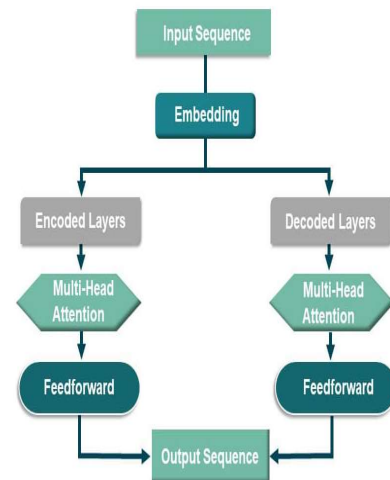 Input Sequence
Embedding
Encoded Layers
Decoded Layers
Multi-Head
Attention
Multi-Head
Attention
Feedforward
Feedforward
Output Sequence